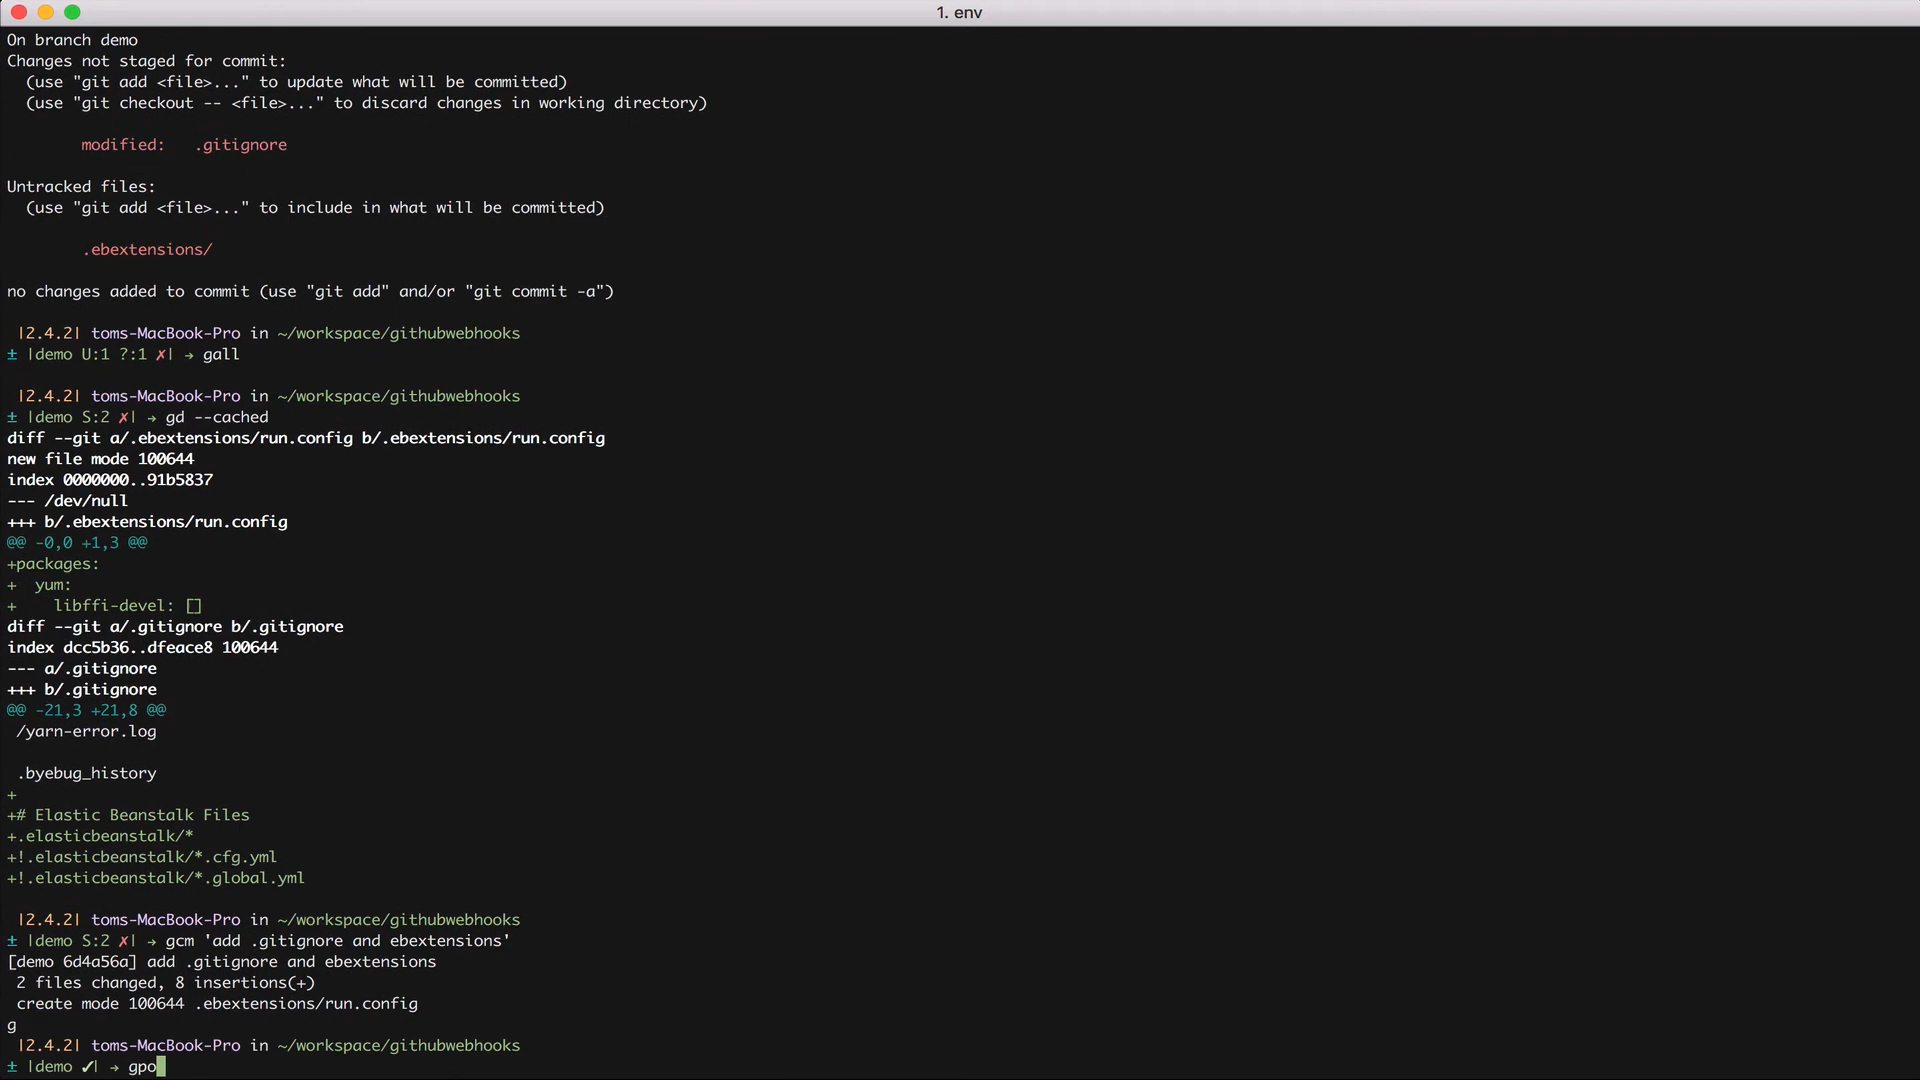 1. env
On branch demo
Changes not staged for commit:
  (use "git add <file>..." to update what will be committed)
  (use "git checkout -- <file>..." to discard changes in working directory)
        modified:   .gitignore
Untracked files:
  (use "git add <file>..." to include in what will be committed)
        .ebextensions/
no changes added to commit (use "git add" and/or "git commit -a")
 |2.4.2| toms-MacBook-Pro in ~/workspace/githubwebhooks
± |demo U:1 ?:1 ✗| → gall
 |2.4.2| toms-MacBook-Pro in ~/workspace/githubwebhooks
± |demo S:2 ✗| → gd --cached
diff --git a/.ebextensions/run.config b/.ebextensions/run.config
new file mode 100644
index 0000000..91b5837
--- /dev/null
+++ b/.ebextensions/run.config
@@ -0,0 +1,3 @@
+packages:
+  yum:
+    libffi-devel: []
diff --git a/.gitignore b/.gitignore
index dcc5b36..dfeace8 100644
--- a/.gitignore
+++ b/.gitignore
@@ -21,3 +21,8 @@
 /yarn-error.log
 .byebug_history
+
+# Elastic Beanstalk Files
+.elasticbeanstalk/*
+!.elasticbeanstalk/*.cfg.yml
+!.elasticbeanstalk/*.global.yml
 |2.4.2| toms-MacBook-Pro in ~/workspace/githubwebhooks
± |demo S:2 ✗| → gcm 'add .gitignore and ebextensions'
[demo 6d4a56a] add .gitignore and ebextensions
 2 files changed, 8 insertions(+)
 create mode 100644 .ebextensions/run.config
g
 |2.4.2| toms-MacBook-Pro in ~/workspace/githubwebhooks
± |demo ✓| → gpo